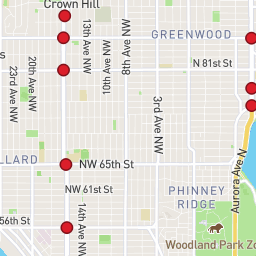 Crown Hill
GREENWOOD
13th Ave NW
8th Ave NW
20th Ave NW
23rd Ave NW
10th Ave NW
N 81st St
3rd Ave NW
LLARD
NW 65th St
NW 61st St
PHINNEY
RIDGE
Aurora Ave N
14th Ave NW
56th St
Woodland Park Zo